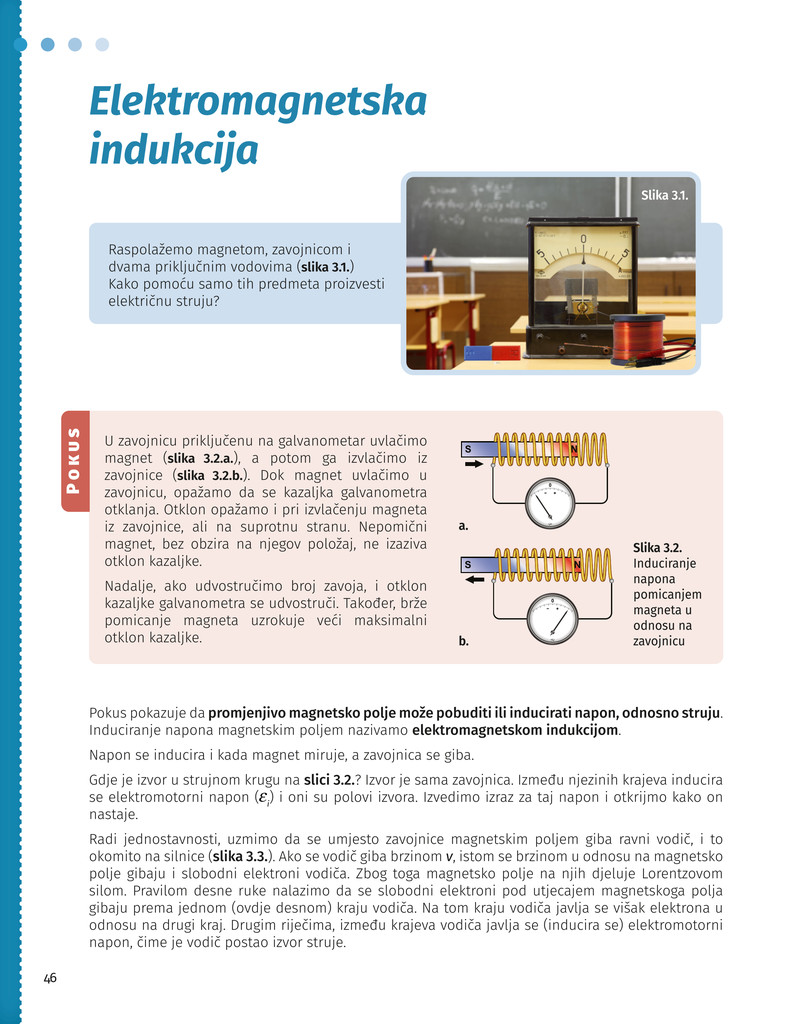 Elektromagnetska
indukcija
Slika 3.1.
Raspolažemo magnetom, zavojnicom i
dvama priključnim vodovima (slika 3.1.)
Kako pomoću samo tih predmeta proizvesti
električnu struju?
0
5
5
POKUS
U zavojnicu priključenu na galvanometar uvlačimo
magnet (slika 3.2.a.), a potom ga izvlačimo iz
zavojnice (slika 3.2.b.). Dok magnet uvlačimo u
zavojnicu, opažamo da se kazaljka galvanometra
otklanja. Otklon opažamo i pri izvlačenju magneta
iz zavojnice, ali na suprotnu stranu. Nepomični
magnet, bez obzira na njegov položaj, ne izaziva
otklon kazaljke.
Nadalje, ako udvostručimo broj zavoja, i otklon
kazaljke galvanometra se udvostruči. Također, brže
pomicanje magneta uzrokuje veći maksimalni
otklon kazaljke.
S
N
0
- +
a.
S
N
0
- +
b.
Slika 3.2.
Induciranje
napona
pomicanjem
magneta u
odnosu na
zavojnicu
Pokus pokazuje da promjenjivo magnetsko polje može pobuditi ili inducirati napon, odnosno struju.
Induciranje napona magnetskim poljem nazivamo elektromagnetskom indukcijom.
Napon se inducira i kada magnet miruje, a zavojnica se giba.
Gdje je izvor u strujnom krugu na slici 3.2.? Izvor je sama zavojnica. Između njezinih krajeva inducira
se elektromotorni napon (ℰi) i oni su polovi izvora. Izvedimo izraz za taj napon i otkrijmo kako on
nastaje.
Radi jednostavnosti, uzmimo da se umjesto zavojnice magnetskim poljem giba ravni vodič, i to
okomito na silnice (slika 3.3.). Ako se vodič giba brzinom v, istom se brzinom u odnosu na magnetsko
polje gibaju i slobodni elektroni vodiča. Zbog toga magnetsko polje na njih djeluje Lorentzovom
silom. Pravilom desne ruke nalazimo da se slobodni elektroni pod utjecajem magnetskoga polja
gibaju prema jednom (ovdje desnom) kraju vodiča. Na tom kraju vodiča javlja se višak elektrona u
odnosu na drugi kraj. Drugim riječima, između krajeva vodiča javlja se (inducira se) elektromotorni
napon, čime je vodič postao izvor struje.
46